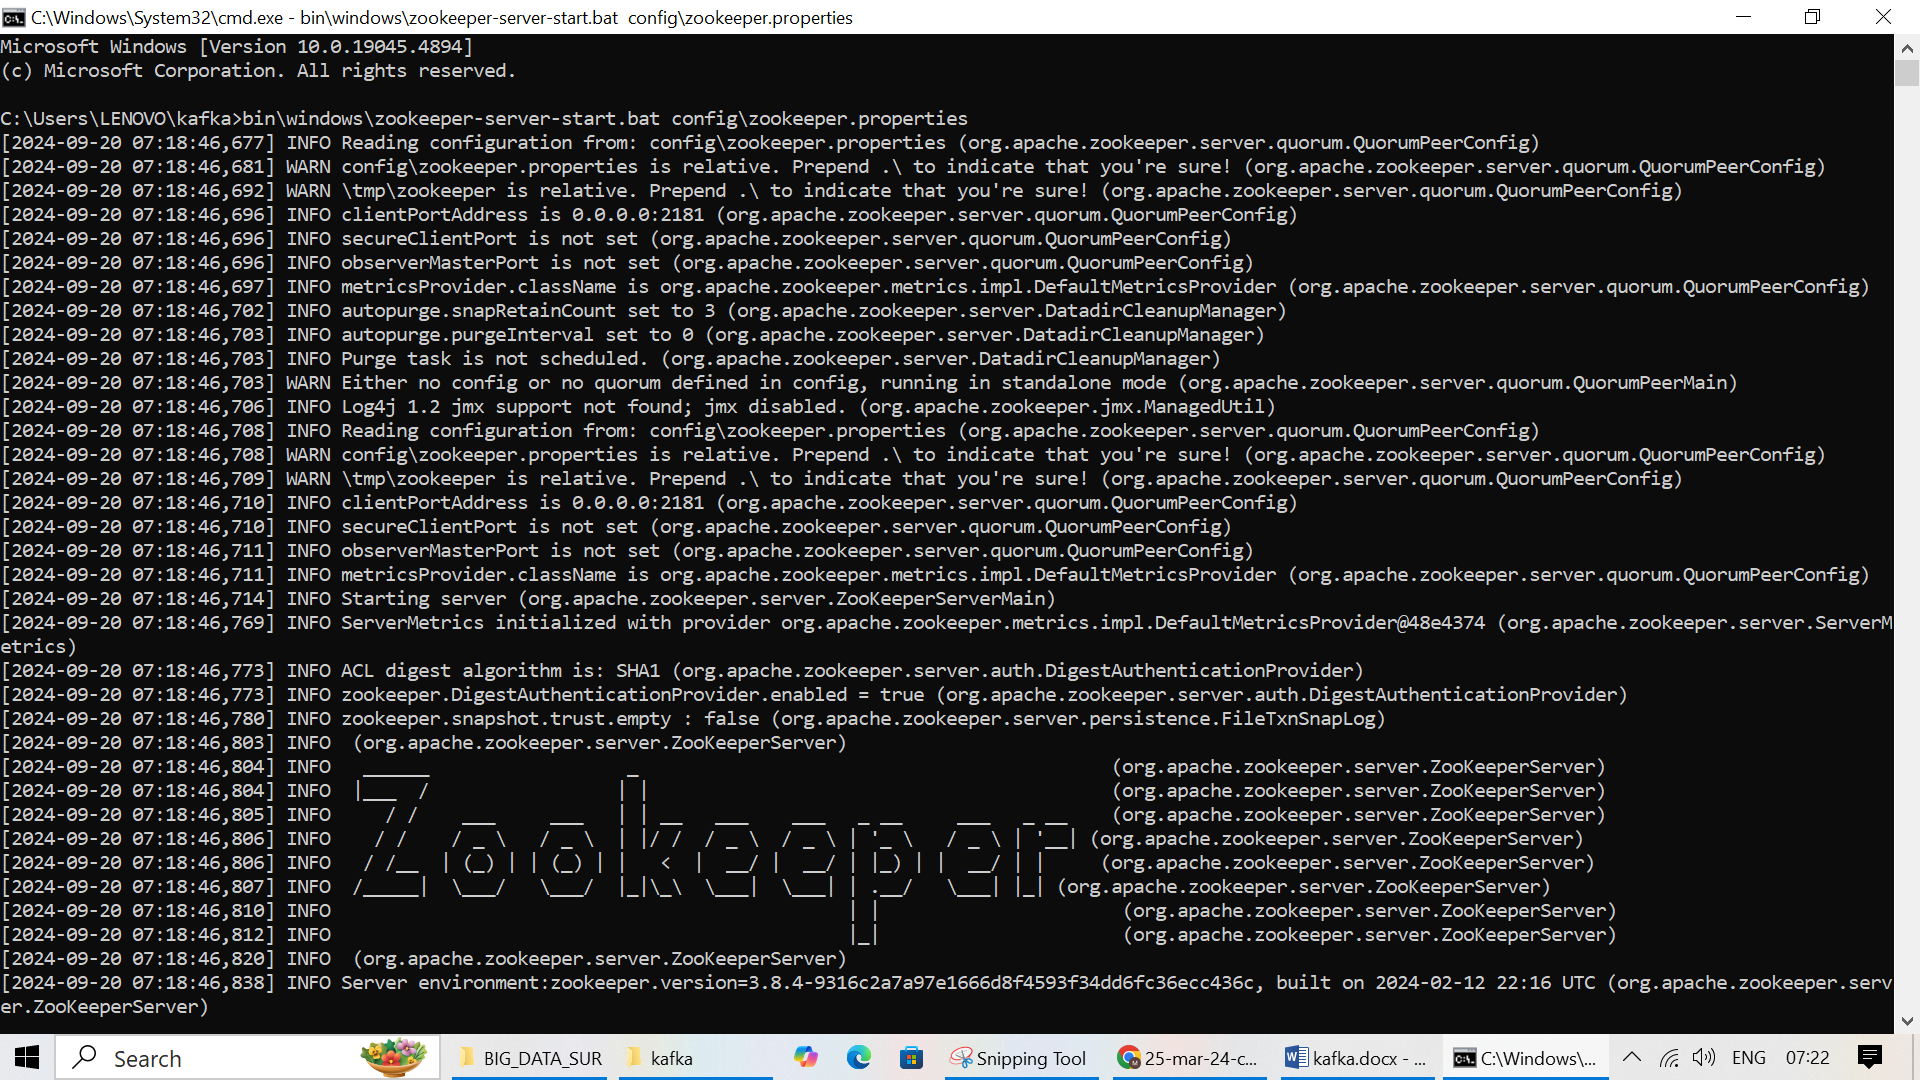 C:\Windows\System32\cmd.exe - bin\windows\zookeeper-server-start.bat  config\zookeeper.properties
Microsoft Windows [Version 10.0.19045.4894]
(c) Microsoft Corporation. All rights reserved.
C:\Users\LENOVO\kafka>bin\windows\zookeeper-server-start.bat config\zookeeper.properties
[2024-09-20 07:18:46,677] INFO Reading configuration from: config\zookeeper.properties (org.apache.zookeeper.server.quorum.QuorumPeerConfig)
[2024-09-20 07:18:46,681] WARN config\zookeeper.properties is relative. Prepend .\ to indicate that you're sure! (org.apache.zookeeper.server.quorum.QuorumPeerConfig)
[2024-09-20 07:18:46,692] WARN \tmp\zookeeper is relative. Prepend .\ to indicate that you're sure! (org.apache.zookeeper.server.quorum.QuorumPeerConfig)
[2024-09-20 07:18:46,696] INFO clientPortAddress is 0.0.0.0:2181 (org.apache.zookeeper.server.quorum.QuorumPeerConfig)
[2024-09-20 07:18:46,696] INFO secureClientPort is not set (org.apache.zookeeper.server.quorum.QuorumPeerConfig)
[2024-09-20 07:18:46,696] INFO observerMasterPort is not set (org.apache.zookeeper.server.quorum.QuorumPeerConfig)
[2024-09-20 07:18:46,697] INFO metricsProvider.className is org.apache.zookeeper.metrics.impl.DefaultMetricsProvider (org.apache.zookeeper.server.quorum.QuorumPeerConfig)
[2024-09-20 07:18:46,702] INFO autopurge.snapRetainCount set to 3 (org.apache.zookeeper.server.DatadirCleanupManager)
[2024-09-20 07:18:46,703] INFO autopurge.purgeInterval set to 0 (org.apache.zookeeper.server.DatadirCleanupManager)
[2024-09-20 07:18:46,703] INFO Purge task is not scheduled. (org.apache.zookeeper.server.DatadirCleanupManager)
[2024-09-20 07:18:46,703] WARN Either no config or no quorum defined in config, running in standalone mode (org.apache.zookeeper.server.quorum.QuorumPeerMain)
[2024-09-20 07:18:46,706] INFO Log4j 1.2 jmx support not found; jmx disabled. (org.apache.zookeeper.jmx.ManagedUtil)
[2024-09-20 07:18:46,708] INFO Reading configuration from: config\zookeeper.properties (org.apache.zookeeper.server.quorum.QuorumPeerConfig)
[2024-09-20 07:18:46,708] WARN config\zookeeper.properties is relative. Prepend .\ to indicate that you're sure! (org.apache.zookeeper.server.quorum.QuorumPeerConfig)
[2024-09-20 07:18:46,709] WARN \tmp\zookeeper is relative. Prepend .\ to indicate that you're sure! (org.apache.zookeeper.server.quorum.QuorumPeerConfig)
[2024-09-20 07:18:46,710] INFO clientPortAddress is 0.0.0.0:2181 (org.apache.zookeeper.server.quorum.QuorumPeerConfig)
[2024-09-20 07:18:46,710] INFO secureClientPort is not set (org.apache.zookeeper.server.quorum.QuorumPeerConfig)
[2024-09-20 07:18:46,711] INFO observerMasterPort is not set (org.apache.zookeeper.server.quorum.QuorumPeerConfig)
[2024-09-20 07:18:46,711] INFO metricsProvider.className is org.apache.zookeeper.metrics.impl.DefaultMetricsProvider (org.apache.zookeeper.server.quorum.QuorumPeerConfig)
[2024-09-20 07:18:46,714] INFO Starting server (org.apache.zookeeper.server.ZooKeeperServerMain)
[2024-09-20 07:18:46,769] INFO ServerMetrics initialized with provider org.apache.zookeeper.metrics.impl.DefaultMetricsProvider@48e4374 (org.apache.zookeeper.server.ServerM
etrics)
[2024-09-20 07:18:46,773] INFO ACL digest algorithm is: SHA1 (org.apache.zookeeper.server.auth.DigestAuthenticationProvider)
[2024-09-20 07:18:46,773] INFO zookeeper.DigestAuthenticationProvider.enabled = true (org.apache.zookeeper.server.auth.DigestAuthenticationProvider)
[2024-09-20 07:18:46,780] INFO zookeeper.snapshot.trust.empty : false (org.apache.zookeeper.server.persistence.FileTxnSnapLog)
[2024-09-20 07:18:46,803] INFO  (org.apache.zookeeper.server.ZooKeeperServer)
[2024-09-20 07:18:46,804] INFO   ______                  _                                           (org.apache.zookeeper.server.ZooKeeperServer)
[2024-09-20 07:18:46,804] INFO  |___  /                 | |                                          (org.apache.zookeeper.server.ZooKeeperServer)
[2024-09-20 07:18:46,805] INFO     / /    ___     ___   | | __   ___    ___   _ __     ___   _ __    (org.apache.zookeeper.server.ZooKeeperServer)
[2024-09-20 07:18:46,806] INFO    / /    / _ \   / _ \  | |/ /  / _ \  / _ \ | '_ \   / _ \ | '__| (org.apache.zookeeper.server.ZooKeeperServer)
[2024-09-20 07:18:46,806] INFO   / /__  | (_) | | (_) | |   <  |  __/ |  __/ | |_) | |  __/ | |     (org.apache.zookeeper.server.ZooKeeperServer)
[2024-09-20 07:18:46,807] INFO  /_____|  \___/   \___/  |_|\_\  \___|  \___| | .__/   \___| |_| (org.apache.zookeeper.server.ZooKeeperServer)
[2024-09-20 07:18:46,810] INFO                                               | |                      (org.apache.zookeeper.server.ZooKeeperServer)
[2024-09-20 07:18:46,812] INFO                                               |_|                      (org.apache.zookeeper.server.ZooKeeperServer)
[2024-09-20 07:18:46,820] INFO  (org.apache.zookeeper.server.ZooKeeperServer)
[2024-09-20 07:18:46,838] INFO Server environment:zookeeper.version=3.8.4-9316c2a7a97e1666d8f4593f34dd6fc36ecc436c, built on 2024-02-12 22:16 UTC (org.apache.zookeeper.serv
er.ZooKeeperServer)
Search BIG_DATA_SUR kafka Snipping Tool 25-mar-24-c... kafka.docx - ... C:\Windows\... ENG 07:22